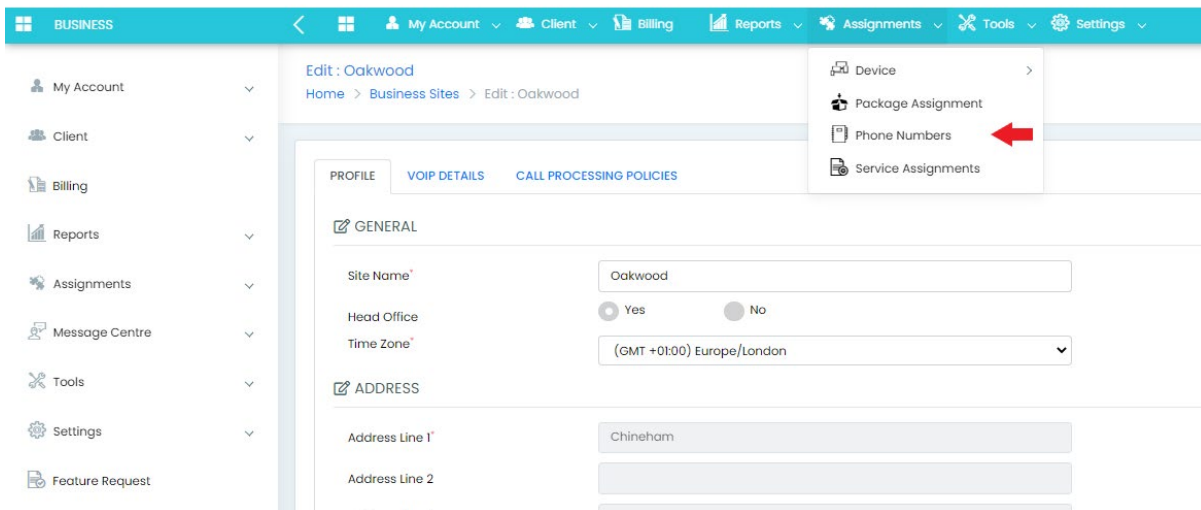 BUSINESS
My Account Client Billing Reports Assignments Tools Settings
Device
Package Assignment
Phone Numbers
Service Assignments
My Account
Client
Billing
Reports
Assignments
Message Centre
Tools
Settings
Feature Request
Edit : Oakwood
Home > Business Sites > Edit : Oakwood
PROFILE VOIP DETAILS CALL PROCESSING POLICIES
GENERAL
Site Name* Oakwood
Head Office Yes No
Time Zone* (GMT +01:00) Europe/London
ADDRESS
Address Line 1* Chineham
Address Line 2